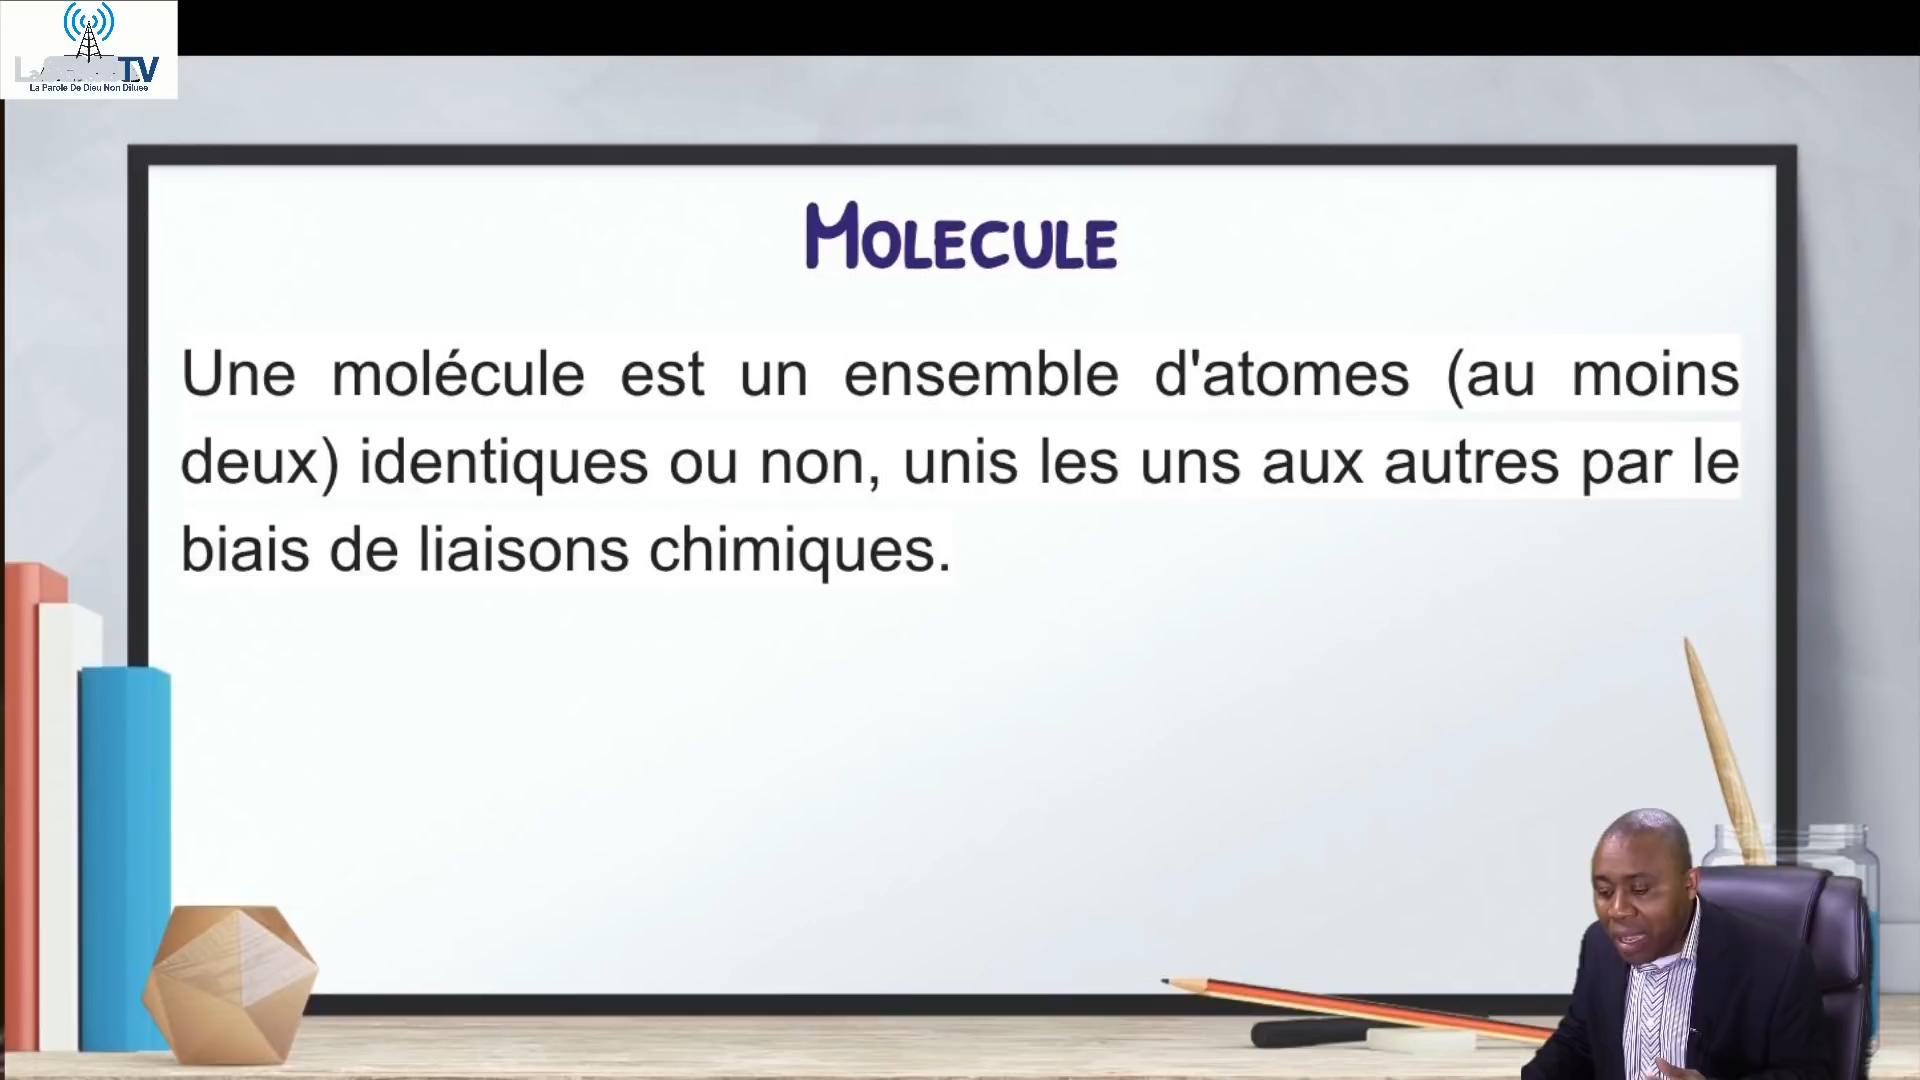 TV
La Parole De Dieu Non Diluée
MOLECULE
Une molécule est un ensemble d'atomes (au moins
deux) identiques ou non, unis les uns aux autres par le
biais de liaisons chimiques.